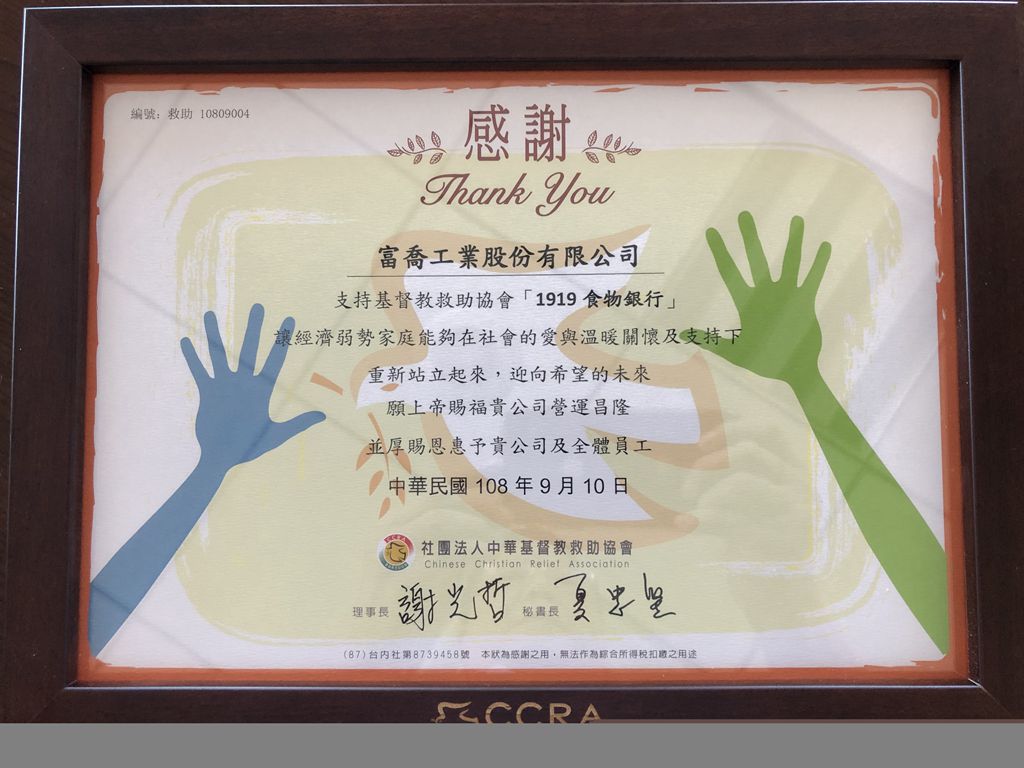 編號：救助 10809004
感謝
Thank You
富喬工業股份有限公司
支持基督教救助協會「1919 食物銀行」
讓經濟弱勢家庭能夠在社會的愛與溫暖關懷及支持下
重新站立起來，迎向希望的未來
願上帝賜福貴公司營運昌隆
並厚賜恩惠予貴公司及全體員工
中華民國 108 年 9 月 10 日
社團法人中華基督教救助協會
Chinese Christian Relief Association
理事長 謝光哲 秘書長 夏忠堅
(87)台內社第8739458號 本狀為感謝之用，無法作為綜合所得稅扣繳之用途
CCRA